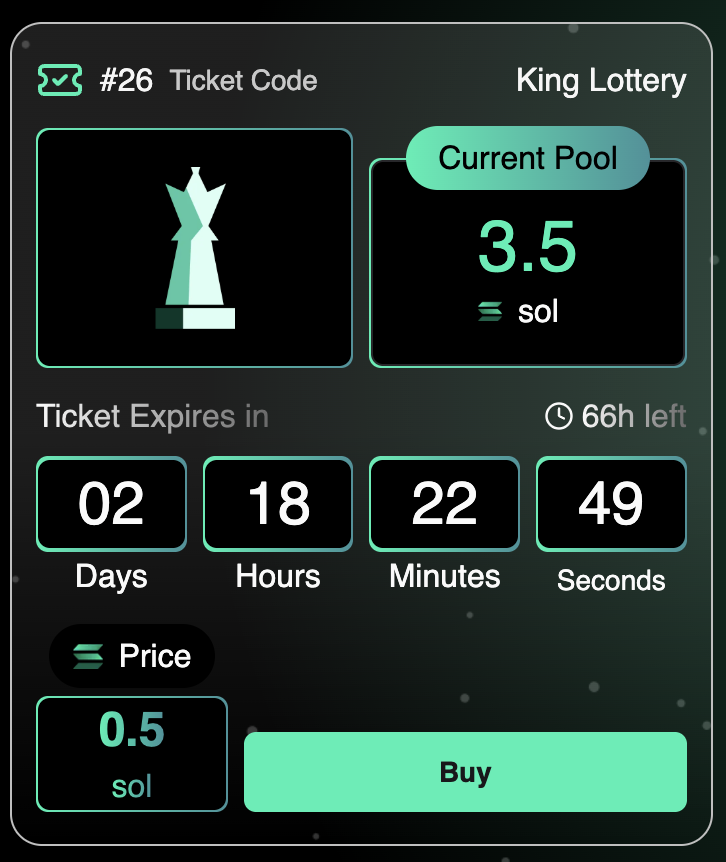 #26 Ticket Code
King Lottery
Current Pool
3.5
sol
Ticket Expires in
66h left
02 18 22 49
Days Hours Minutes Seconds
Price
0.5
sol
Buy